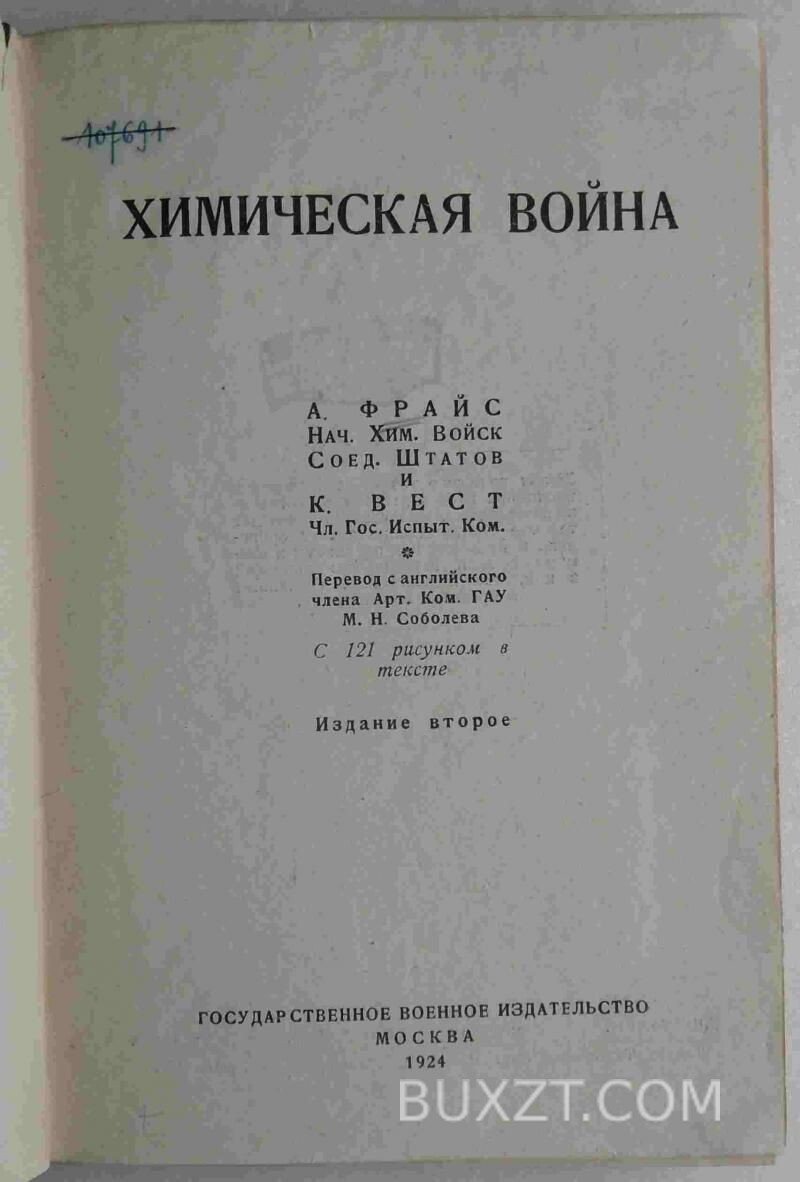 107691
ХИМИЧЕСКАЯ ВОЙНА
А. ФРАЙС
НАЧ. ХИМ. ВОЙСК
СОЕД. ШТАТОВ
И
К. ВЕСТ
ЧЛ. ГОС. ИСПЫТ. КОМ.
Перевод с английского
члена Арт. Ком. ГАУ
М. Н. Соболева
С 121 рисунком в
тексте
Издание второе
ГОСУДАРСТВЕННОЕ ВОЕННОЕ ИЗДАТЕЛЬСТВО
МОСКВА
1924
BUXZT.COM